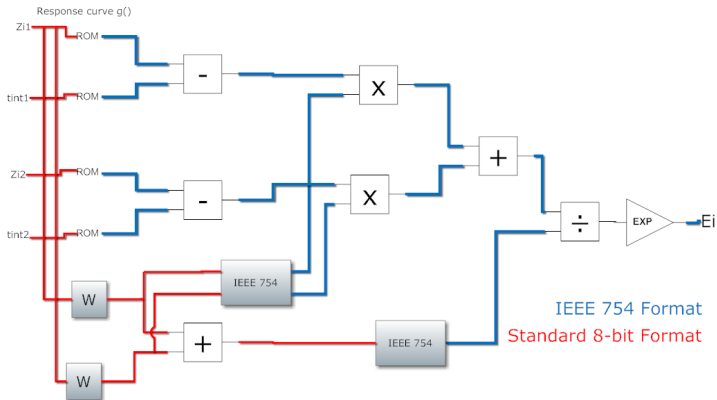 Response curve g()
Zi1
ROM
-
X
tint1
ROM
+
Zi2
ROM
-
X
tint2
ROM
÷
EXP
Ei
IEEE 754
W
IEEE 754 Format
Standard 8-bit Format
+
IEEE 754
W